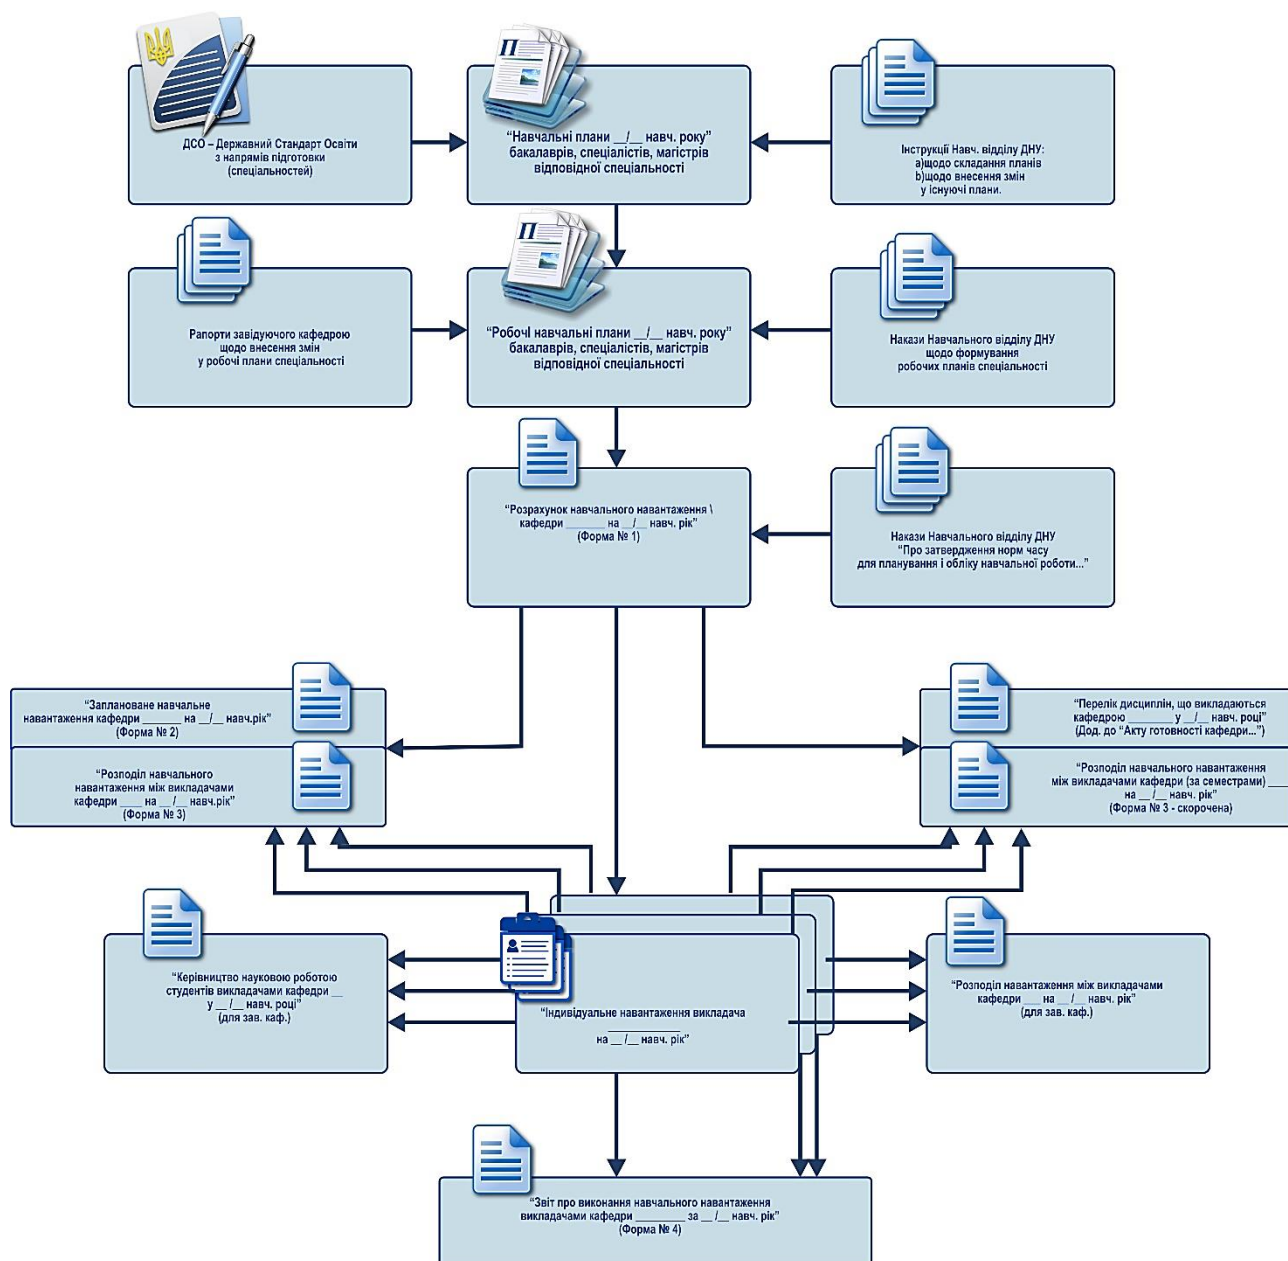 П
ДСО – Державний Стандарт Освіти
з напрямів підготовки
(спеціальностей)
“Навчальні плани __/__ навч. року”
бакалаврів, спеціалістів, магістрів
відповідної спеціальності
Інструкції Навч. відділу ДНУ:
a)щодо складання планів
b)щодо внесення змін
у існуючі плани.
П
Рапорти завідуючого кафедрою
щодо внесення змін
у робочі плани спеціальності
“Робочі навчальні плани __/__ навч. року”
бакалаврів, спеціалістів, магістрів
відповідної спеціальності
Накази Навчального відділу ДНУ
щодо формування
робочих планів спеціальності
“Розрахунок навчального навантаження \
кафедри _______ на __/__ навч. рік”
(Форма № 1)
Накази Навчального відділу ДНУ
“Про затвердження норм часу
для планування і обліку навчальної роботи...”
“Заплановане навчальне
навантаження кафедри _______ на __/__ навч.рік”
(Форма № 2)
“Розподіл навчального
навантаження між викладачами
кафедри ____ на __ /__ навч.рік”
(Форма № 3)
“Перелік дисциплін, що викладаються
кафедрою ________ у __/__ навч. році”
(Дод. до “Акту готовності кафедри...”)
“Розподіл навчального навантаження
між викладачами кафедри (за семестрами) ____
на __ /__ навч. рік”
(Форма № 3 - скорочена)
“Керівництво науковою роботою
студентів викладачами кафедри __
у __ /__ навч. році”
(для зав. каф.)
“Індивидуальне навантаження викладача
____________
на __ /__ навч. рік”
“Розподіл навантаження між викладачами
кафедри ___ на __ /__ навч. рік”
(для зав. каф.)
“Звіт про виконання навчального навантаження
викладачами кафедри ________ за __ /__ навч. рік”
(Форма № 4)